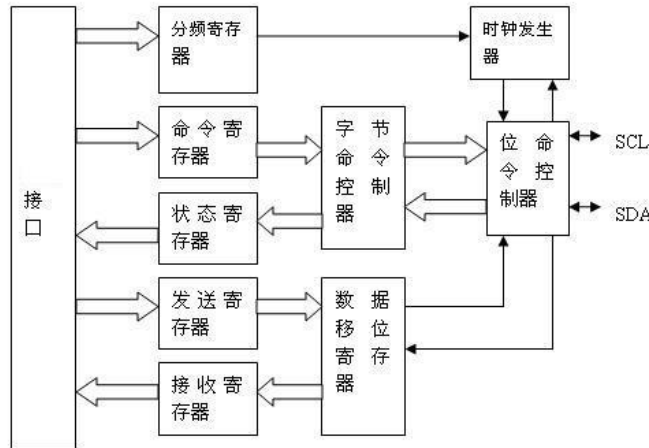 分频寄存
器
时钟发生
器
命令寄
存器
字节
命令
控制
器
位命
令控
制器
SCL
SDA
接
口
状态寄
存器
发送寄
存器
数据
移位
寄存
器
接收寄
存器